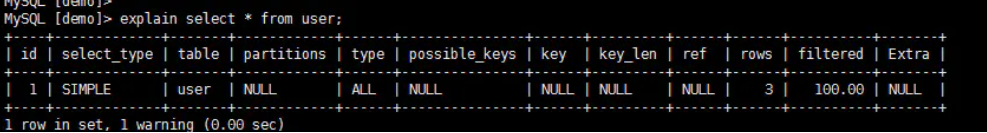 MySQL [demo]>
MySQL [demo]> explain select * from user;
+----+-------------+-------+------------+------+---------------+------+---------+------+------+----------+-------+
| id | select_type | table | partitions | type | possible_keys | key | key_len | ref | rows | filtered | Extra |
+----+-------------+-------+------------+------+---------------+------+---------+------+------+----------+-------+
| 1 | SIMPLE | user | NULL | ALL | NULL | NULL | NULL | NULL | 3 | 100.00 | NULL |
+----+-------------+-------+------------+------+---------------+------+---------+------+------+----------+-------+
1 row in set, 1 warning (0.00 sec)